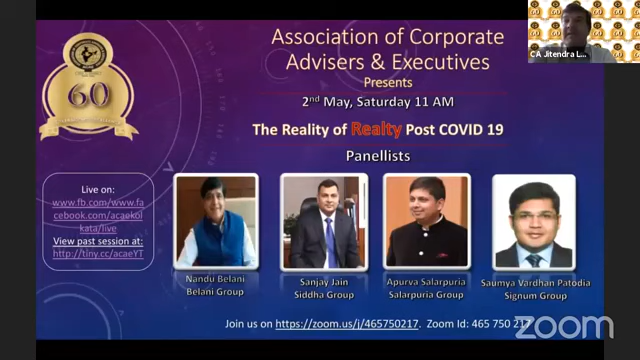 Association of Corporate
Advisers & Executives
Presents
2nd May, Saturday 11 AM
The Reality of Realty Post COVID 19
Panellists
60
Live on:
www.fb.com/www.fa
cebook.com/acaekol
kata/live
View past session at:
http://tiny.cc/acaeYT
Nandu Belani
Belani Group
Sanjay Jain
Siddha Group
Apurva Salarpuria
Salarpuria Group
Saumya Vardhan Patodia
Signum Group
Join us on https://zoom.us/j/465750217. Zoom Id: 465 750 217
zoom
CA Jitendra L...